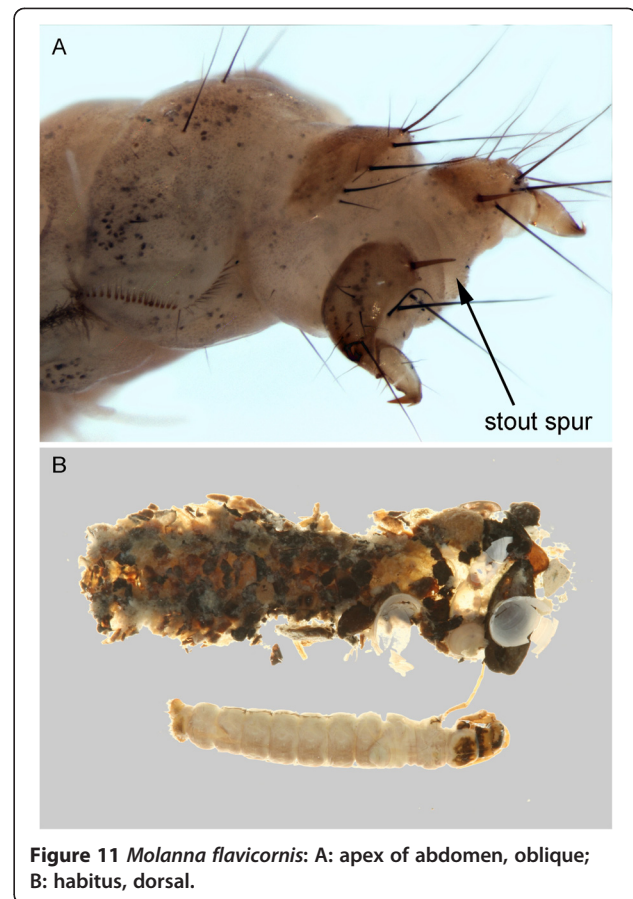 A
stout spur
B
Figure 11 Molanna flavicornis: A: apex of abdomen, oblique;
B: habitus, dorsal.